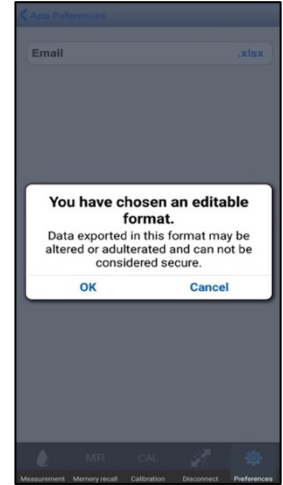 App Preferences
Email .xlsx
You have chosen an editable
format.
Data exported in this format may be
altered or adulterated and can not be
considered secure.
OK Cancel
MR CAL
Measurement Memory recall Calibration Disconnect Preferences